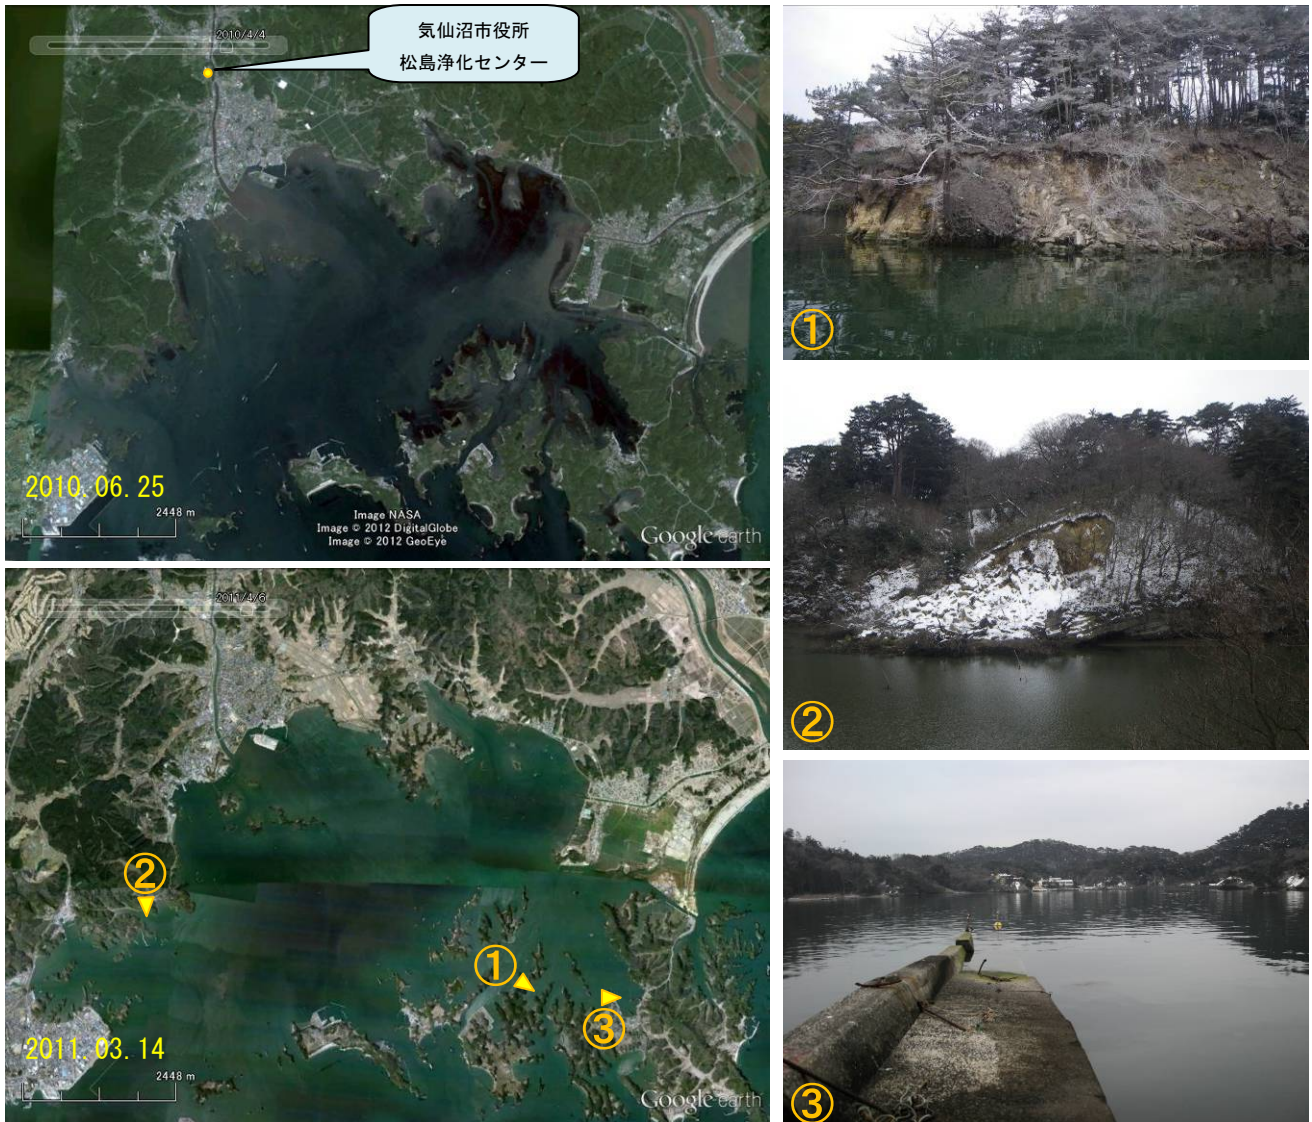 2010/4/4
気仙沼市役所
松島浄化センター
2010.06.25
2448 m
Image NASA
Image © 2012 DigitalGlobe
Image © 2012 GeoEye
Google earth
2011/4/6
②
①
③
2011.03.14
2448 m
Google earth
①
②
③